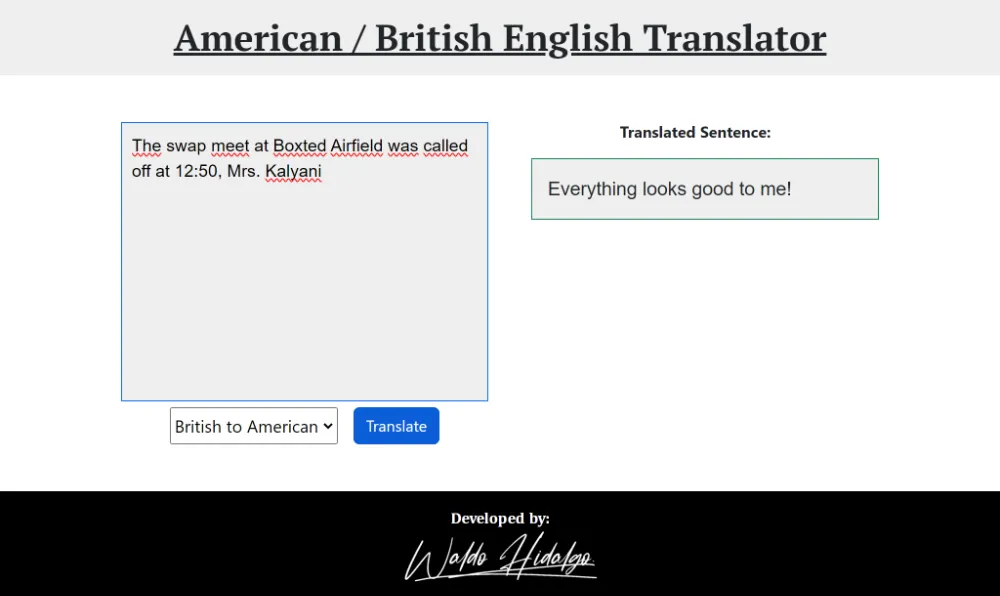 American / British English Translator
The swap meet at Boxted Airfield was called
off at 12:50, Mrs. Kalyani
Translated Sentence:
Everything looks good to me!
British to American
Translate
Developed by:
Waldo Hidalgo.